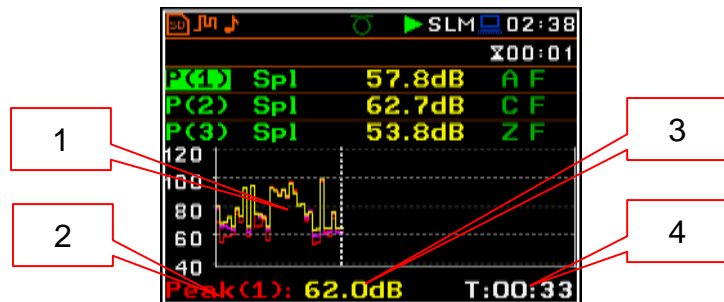 SD SLM 02:38
00:01
P(1) Spl 57.8dB A F
P(2) Spl 62.7dB C F
P(3) Spl 53.8dB Z F
120
100
80
60
40
Peak(1): 62.0dB T:00:33
1
2
3
4